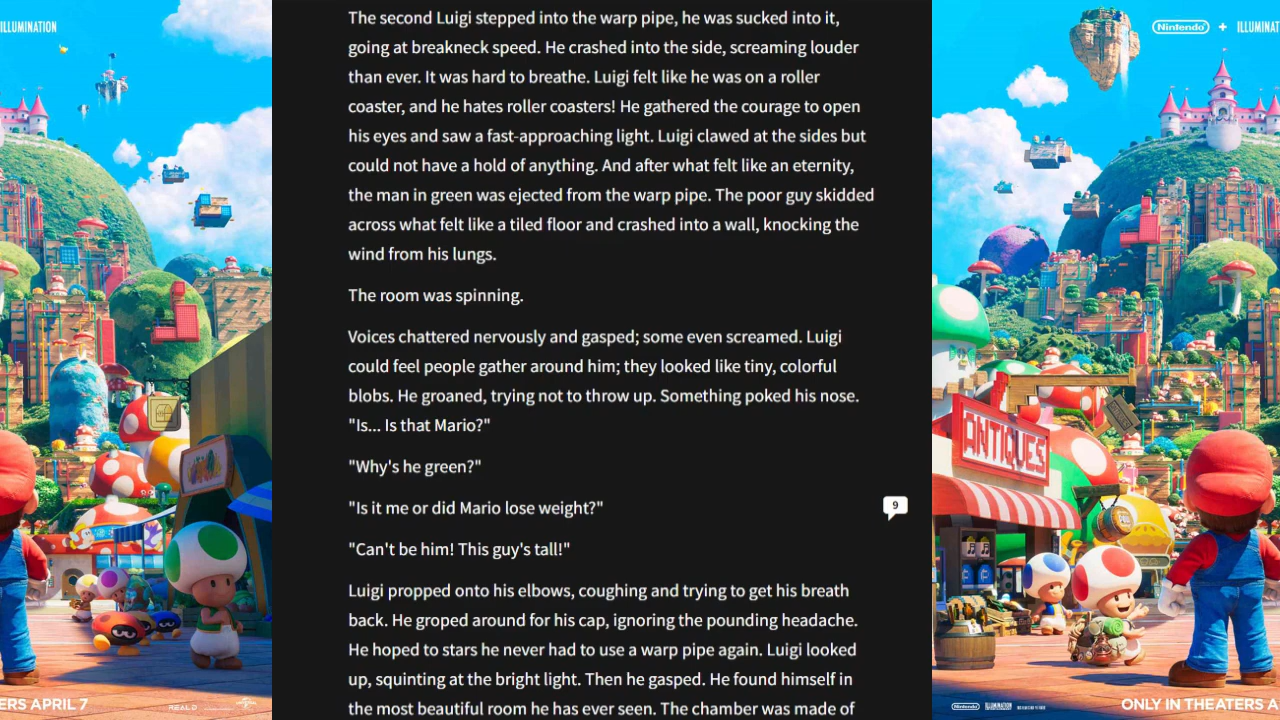 ILLUMINATION
Nintendo + ILLUMINAT
The second Luigi stepped into the warp pipe, he was sucked into it,
going at breakneck speed. He crashed into the side, screaming louder
than ever. It was hard to breathe. Luigi felt like he was on a roller
coaster, and he hates roller coasters! He gathered the courage to open
his eyes and saw a fast-approaching light. Luigi clawed at the sides but
could not have a hold of anything. And after what felt like an eternity,
the man in green was ejected from the warp pipe. The poor guy skidded
across what felt like a tiled floor and crashed into a wall, knocking the
wind from his lungs.
The room was spinning.
Voices chattered nervously and gasped; some even screamed. Luigi
could feel people gather around him; they looked like tiny, colorful
blobs. He groaned, trying not to throw up. Something poked his nose.
"Is... Is that Mario?"
"Why's he green?"
"Is it me or did Mario lose weight?"
9
"Can't be him! This guy's tall!"
Luigi propped onto his elbows, coughing and trying to get his breath
back. He groped around for his cap, ignoring the pounding headache.
He hoped to stars he never had to use a warp pipe again. Luigi looked
up, squinting at the bright light. Then he gasped. He found himself in
the most beautiful room he has ever seen. The chamber was made of
ANTIQUES
ERS APRIL 7
REAL D
Nintendo
ILLUMINATION
ONLY IN THEATERS A